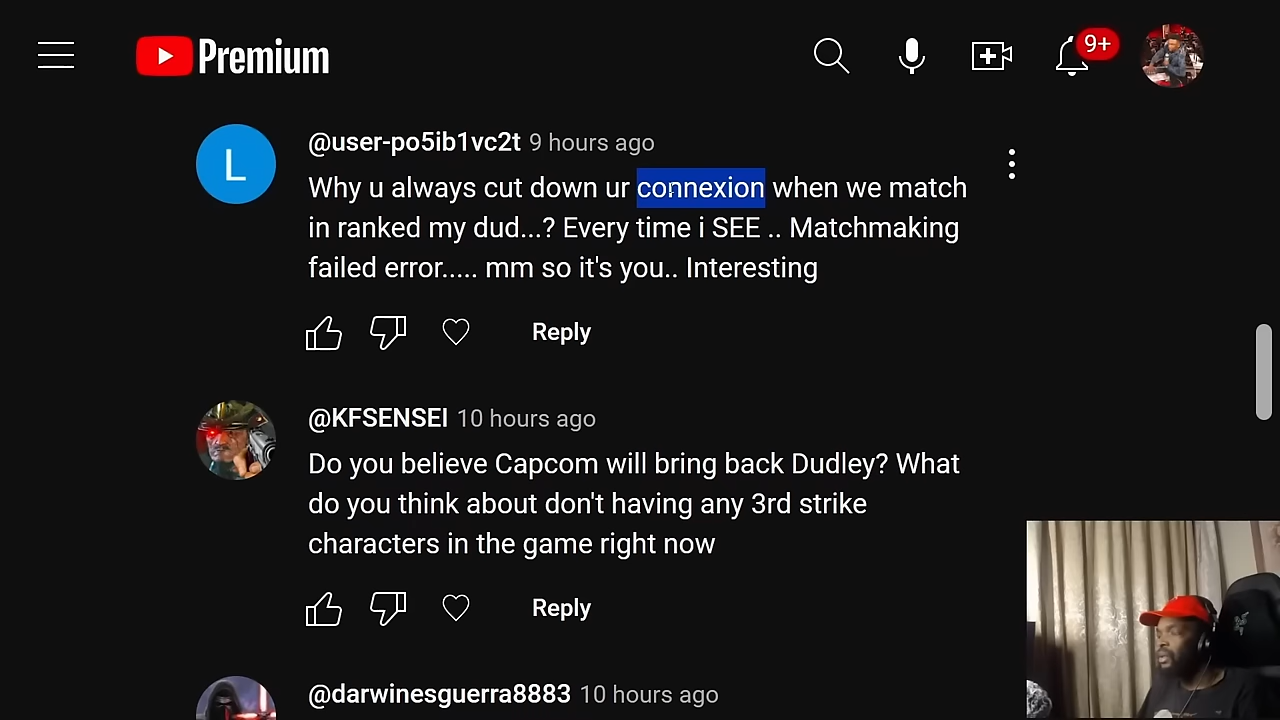 Premium
9+
@user-po5ib1vc2t 9 hours ago
L
Why u always cut down ur connexion when we match
in ranked my dud...? Every time i SEE .. Matchmaking
failed error..... mm so it's you.. Interesting
Reply
@KFSENSEI 10 hours ago
Do you believe Capcom will bring back Dudley? What
do you think about don't having any 3rd strike
characters in the game right now
Reply
@darwinesguerra8883 10 hours ago